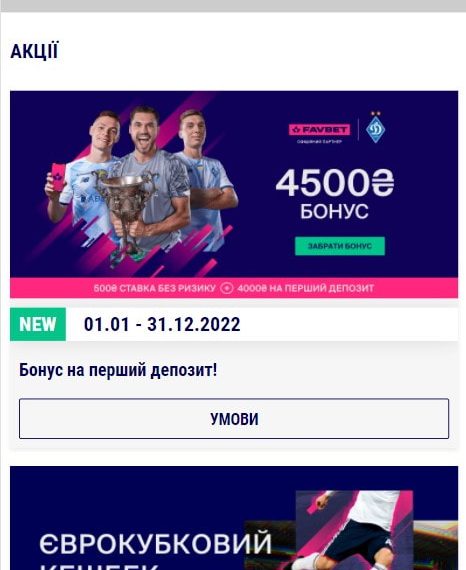 АКЦІЇ
FAVBET
ОФІЦІЙНИЙ ПАРТНЕР
4500₴
БОНУС
ЗАБРАТИ БОНУС
500₴ СТАВКА БЕЗ РИЗИКУ + 4000₴ НА ПЕРШИЙ ДЕПОЗИТ
NEW 01.01 - 31.12.2022
Бонус на перший депозит!
УМОВИ
ЄВРОКУБКОВИЙ
КЕШБЕК